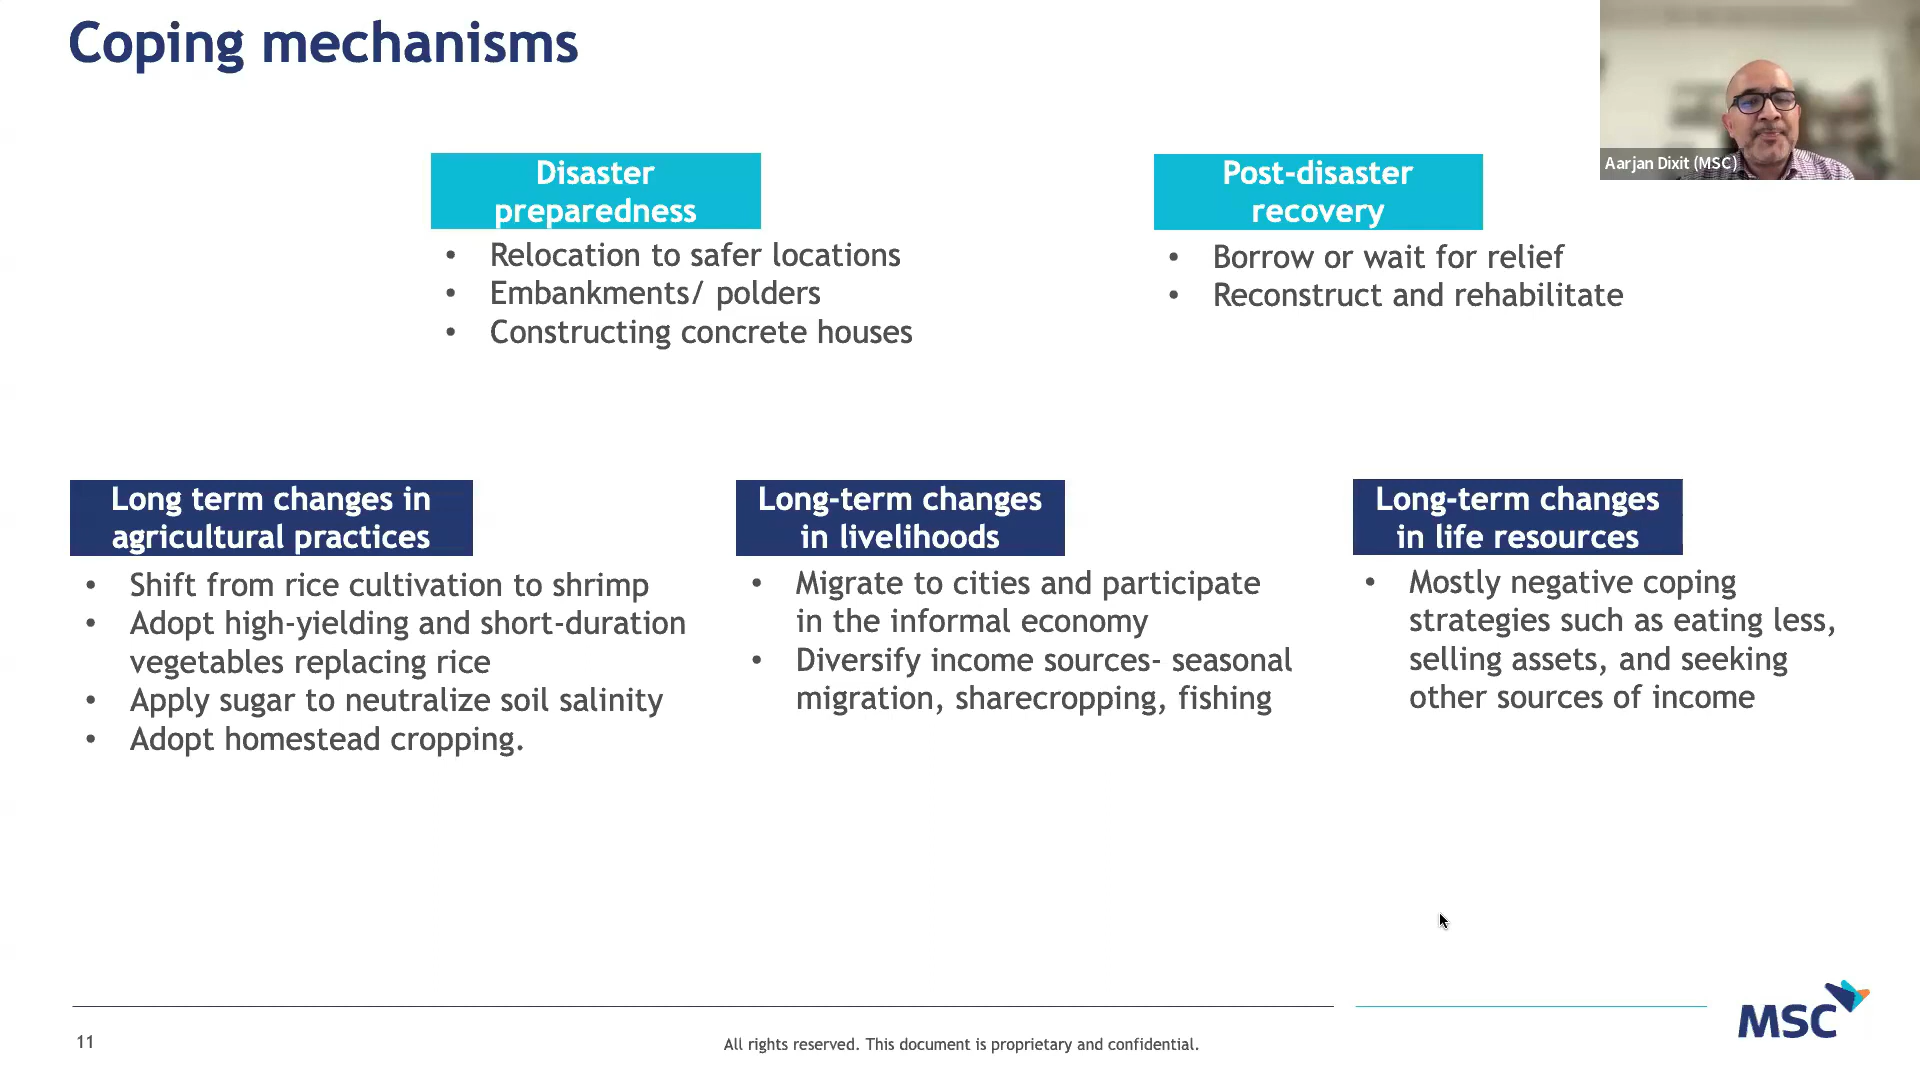 Coping mechanisms
Aarjan Dixit (MSC)
Disaster
preparedness
• Relocation to safer locations
• Embankments/ polders
• Constructing concrete houses
Post-disaster
recovery
• Borrow or wait for relief
• Reconstruct and rehabilitate
Long term changes in
agricultural practices
• Shift from rice cultivation to shrimp
• Adopt high-yielding and short-duration
vegetables replacing rice
• Apply sugar to neutralize soil salinity
• Adopt homestead cropping.
Long-term changes
in livelihoods
• Migrate to cities and participate
in the informal economy
• Diversify income sources- seasonal
migration, sharecropping, fishing
Long-term changes
in life resources
• Mostly negative coping
strategies such as eating less,
selling assets, and seeking
other sources of income
11
All rights reserved. This document is proprietary and confidential.
MSC